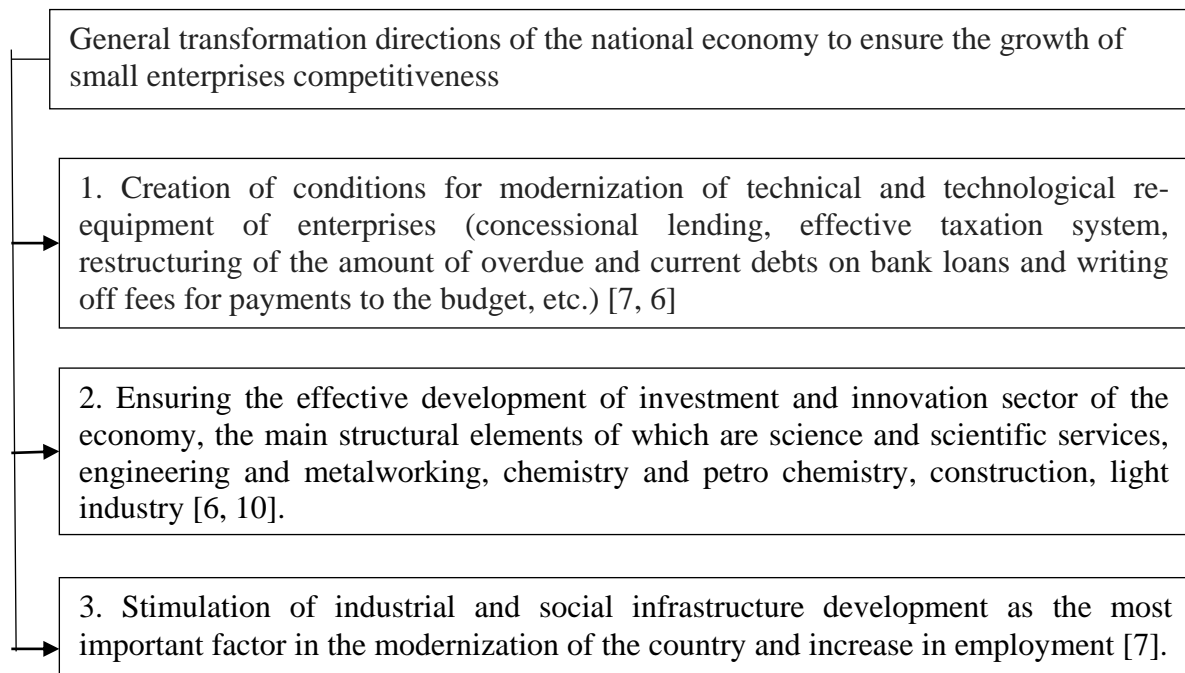 General transformation directions of the national economy to ensure the growth of
small enterprises competitiveness
1. Creation of conditions for modernization of technical and technological re-
equipment of enterprises (concessional lending, effective taxation system,
restructuring of the amount of overdue and current debts on bank loans and writing
off fees for payments to the budget, etc.) [7, 6]
2. Ensuring the effective development of investment and innovation sector of the
economy, the main structural elements of which are science and scientific services,
engineering and metalworking, chemistry and petro chemistry, construction, light
industry [6, 10].
3. Stimulation of industrial and social infrastructure development as the most
important factor in the modernization of the country and increase in employment [7].